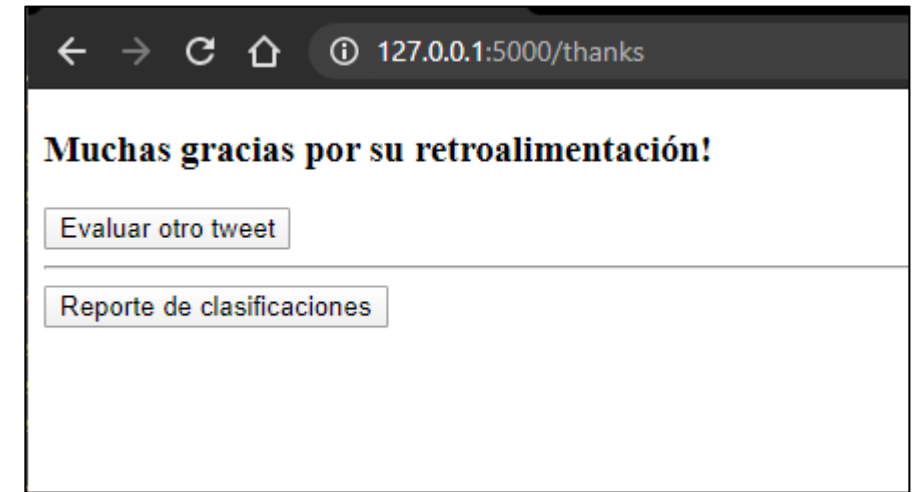 127.0.0.1:5000/thanks
Muchas gracias por su retroalimentación!
Evaluar otro tweet
Reporte de clasificaciones